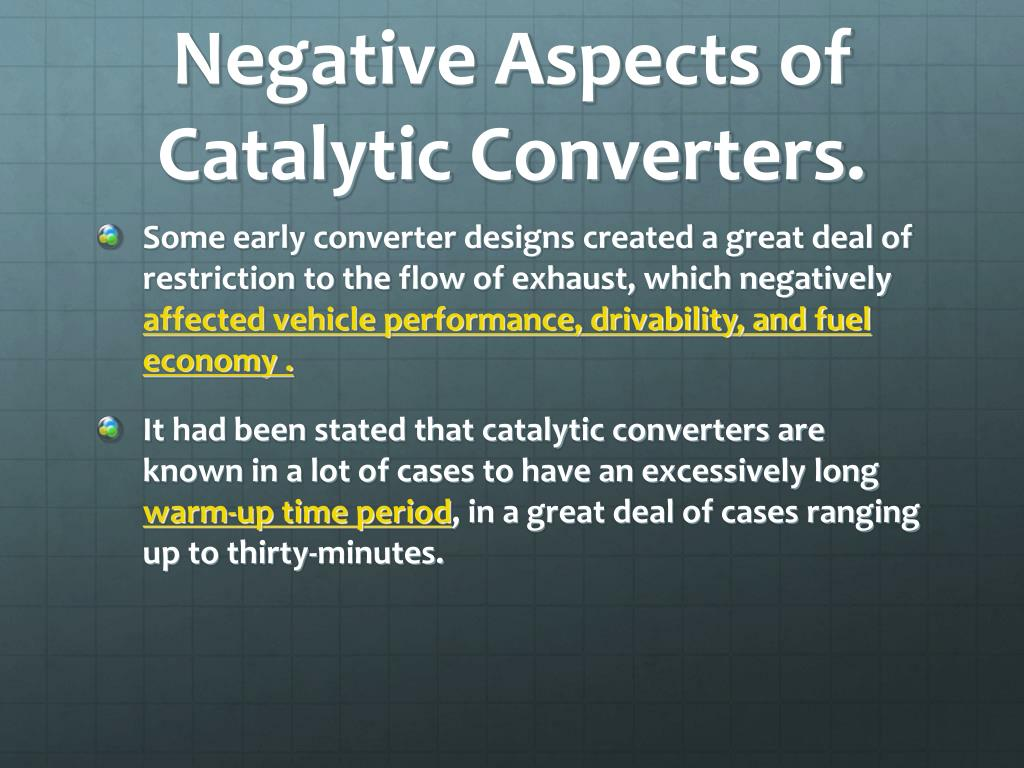 Negative Aspects of
Catalytic Converters.
Some early converter designs created a great deal of
restriction to the flow of exhaust, which negatively
affected vehicle performance, drivability, and fuel
economy .
It had been stated that catalytic converters are
known in a lot of cases to have an excessively long
warm-up time period, in a great deal of cases ranging
up to thirty-minutes.